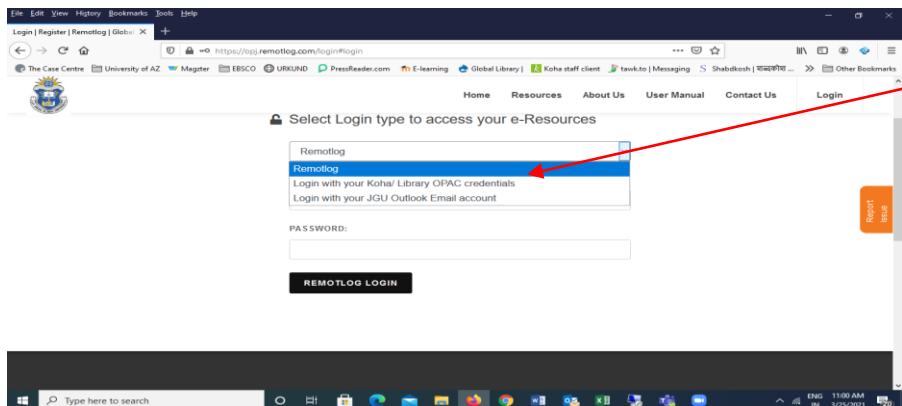 File Edit View History Bookmarks Tools Help
Login | Register | Remotlog | Global
https://opj.remotlog.com/login#login
The Case Centre University of AZ Magzter EBSCO URKUND PressReader.com E-learning Global Library | Koha staff client tawk.to | Messaging Shabdkosh | शब्दकोश ... Other Bookmarks
Home Resources About Us User Manual Contact Us Login
Select Login type to access your e-Resources
Remotlog
Remotlog
Login with your Koha/ Library OPAC credentials
Login with your JGU Outlook Email account
PASSWORD:
REMOTLOG LOGIN
Report
Issue
Type here to search
ENG 11:00 AM
IN 3/25/2021